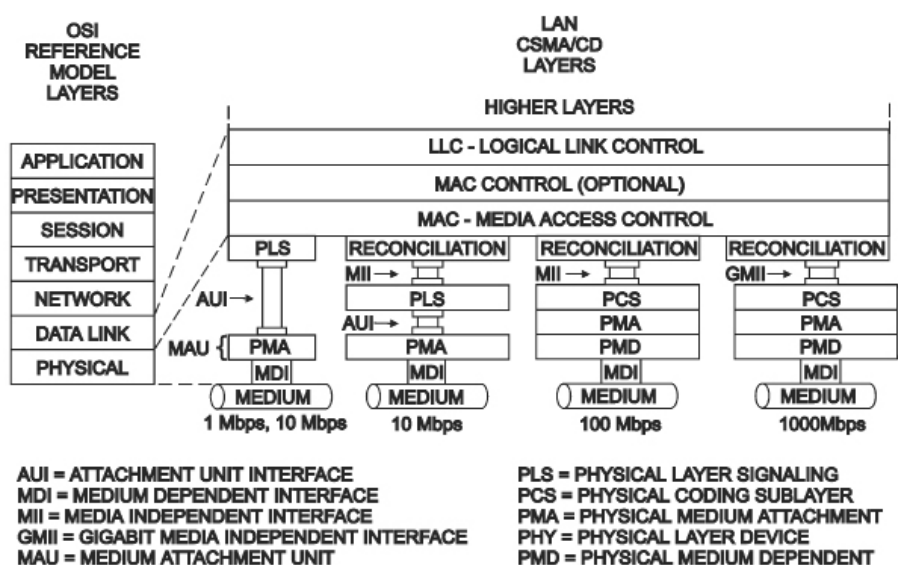 OSI
REFERENCE
MODEL
LAYERS
LAN
CSMA/CD
LAYERS
HIGHER LAYERS
APPLICATION
PRESENTATION
SESSION
TRANSPORT
NETWORK
DATA LINK
PHYSICAL
LLC - LOGICAL LINK CONTROL
MAC CONTROL (OPTIONAL)
MAC - MEDIA ACCESS CONTROL
PLS
AUI
MAU
PMA
MDI
MEDIUM
1 Mbps, 10 Mbps
RECONCILIATION
MII
PLS
AUI
PMA
MDI
MEDIUM
10 Mbps
RECONCILIATION
MII
PCS
PMA
PMD
MDI
MEDIUM
100 Mbps
RECONCILIATION
GMII
PCS
PMA
PMD
MDI
MEDIUM
1000Mbps
AUI = ATTACHMENT UNIT INTERFACE
MDI = MEDIUM DEPENDENT INTERFACE
MII = MEDIA INDEPENDENT INTERFACE
GMII = GIGABIT MEDIA INDEPENDENT INTERFACE
MAU = MEDIUM ATTACHMENT UNIT
PLS = PHYSICAL LAYER SIGNALING
PCS = PHYSICAL CODING SUBLAYER
PMA = PHYSICAL MEDIUM ATTACHMENT
PHY = PHYSICAL LAYER DEVICE
PMD = PHYSICAL MEDIUM DEPENDENT